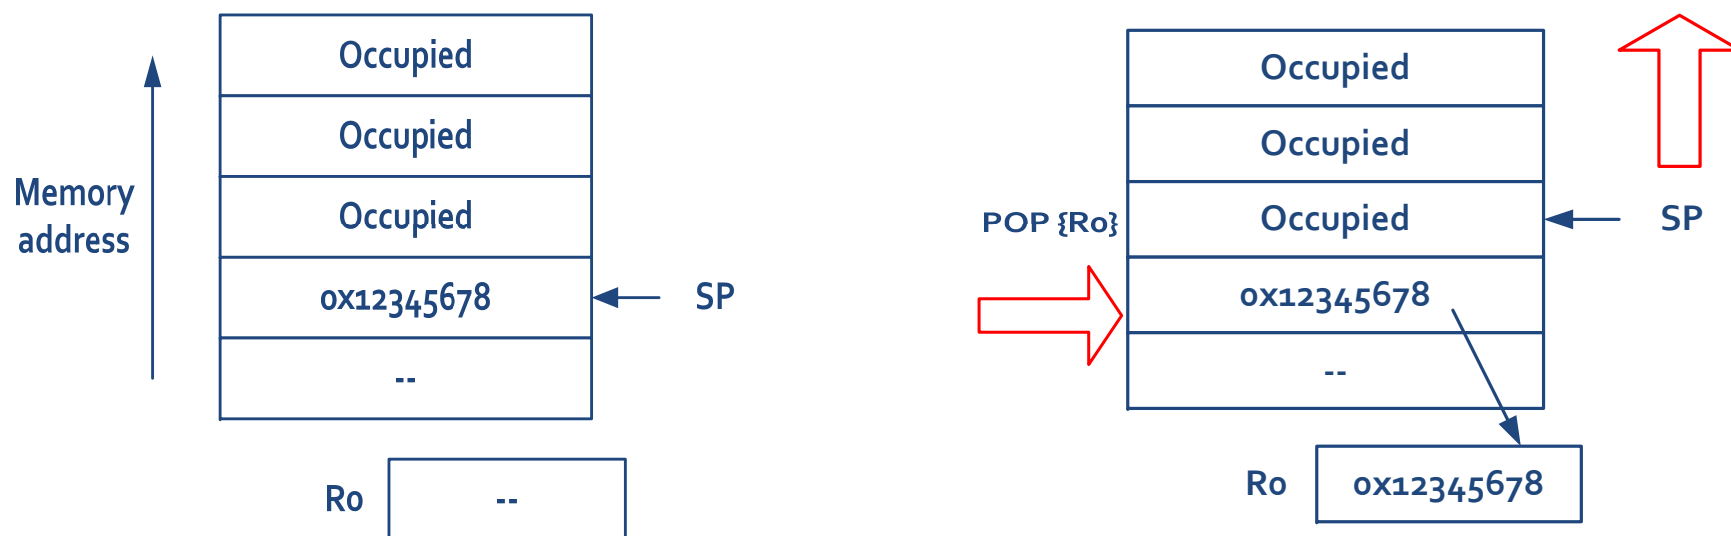 Occupied
Occupied
Occupied
0x12345678
--
Memory
address
SP
R0
--
Occupied
Occupied
Occupied
0x12345678
--
POP {R0}
SP
R0
0x12345678